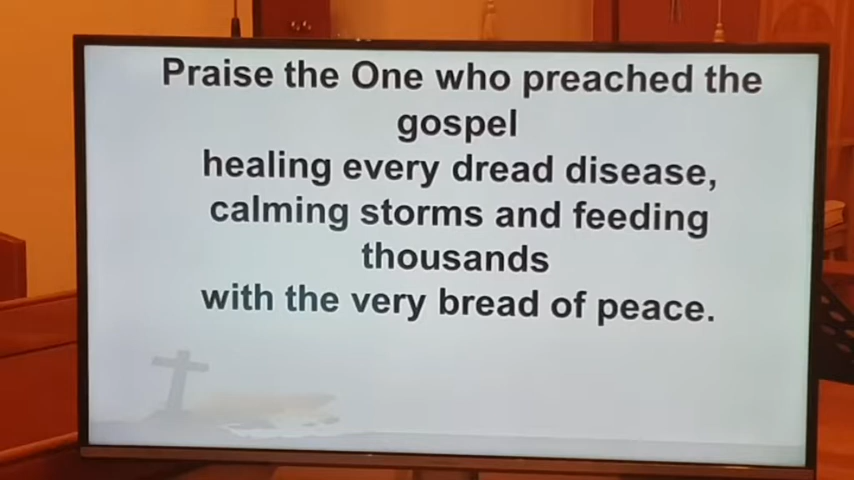 Praise the One who preached the
gospel
healing every dread disease,
calming storms and feeding
thousands
with the very bread of peace.